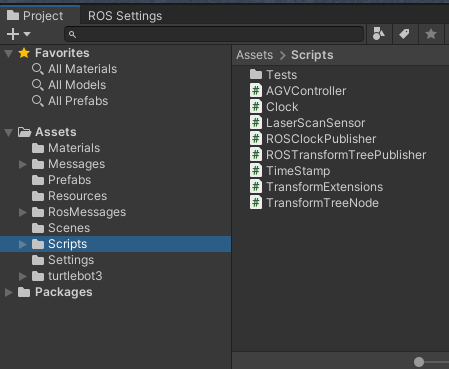 Project
ROS Settings
Favorites
All Materials
All Models
All Prefabs
Assets
Materials
Messages
Prefabs
Resources
RosMessages
Scenes
Scripts
Settings
turtlebot3
Packages
Assets > Scripts
Tests
AGVController
Clock
LaserScanSensor
ROSClockPublisher
ROSTransformTreePublisher
TimeStamp
TransformExtensions
TransformTreeNode